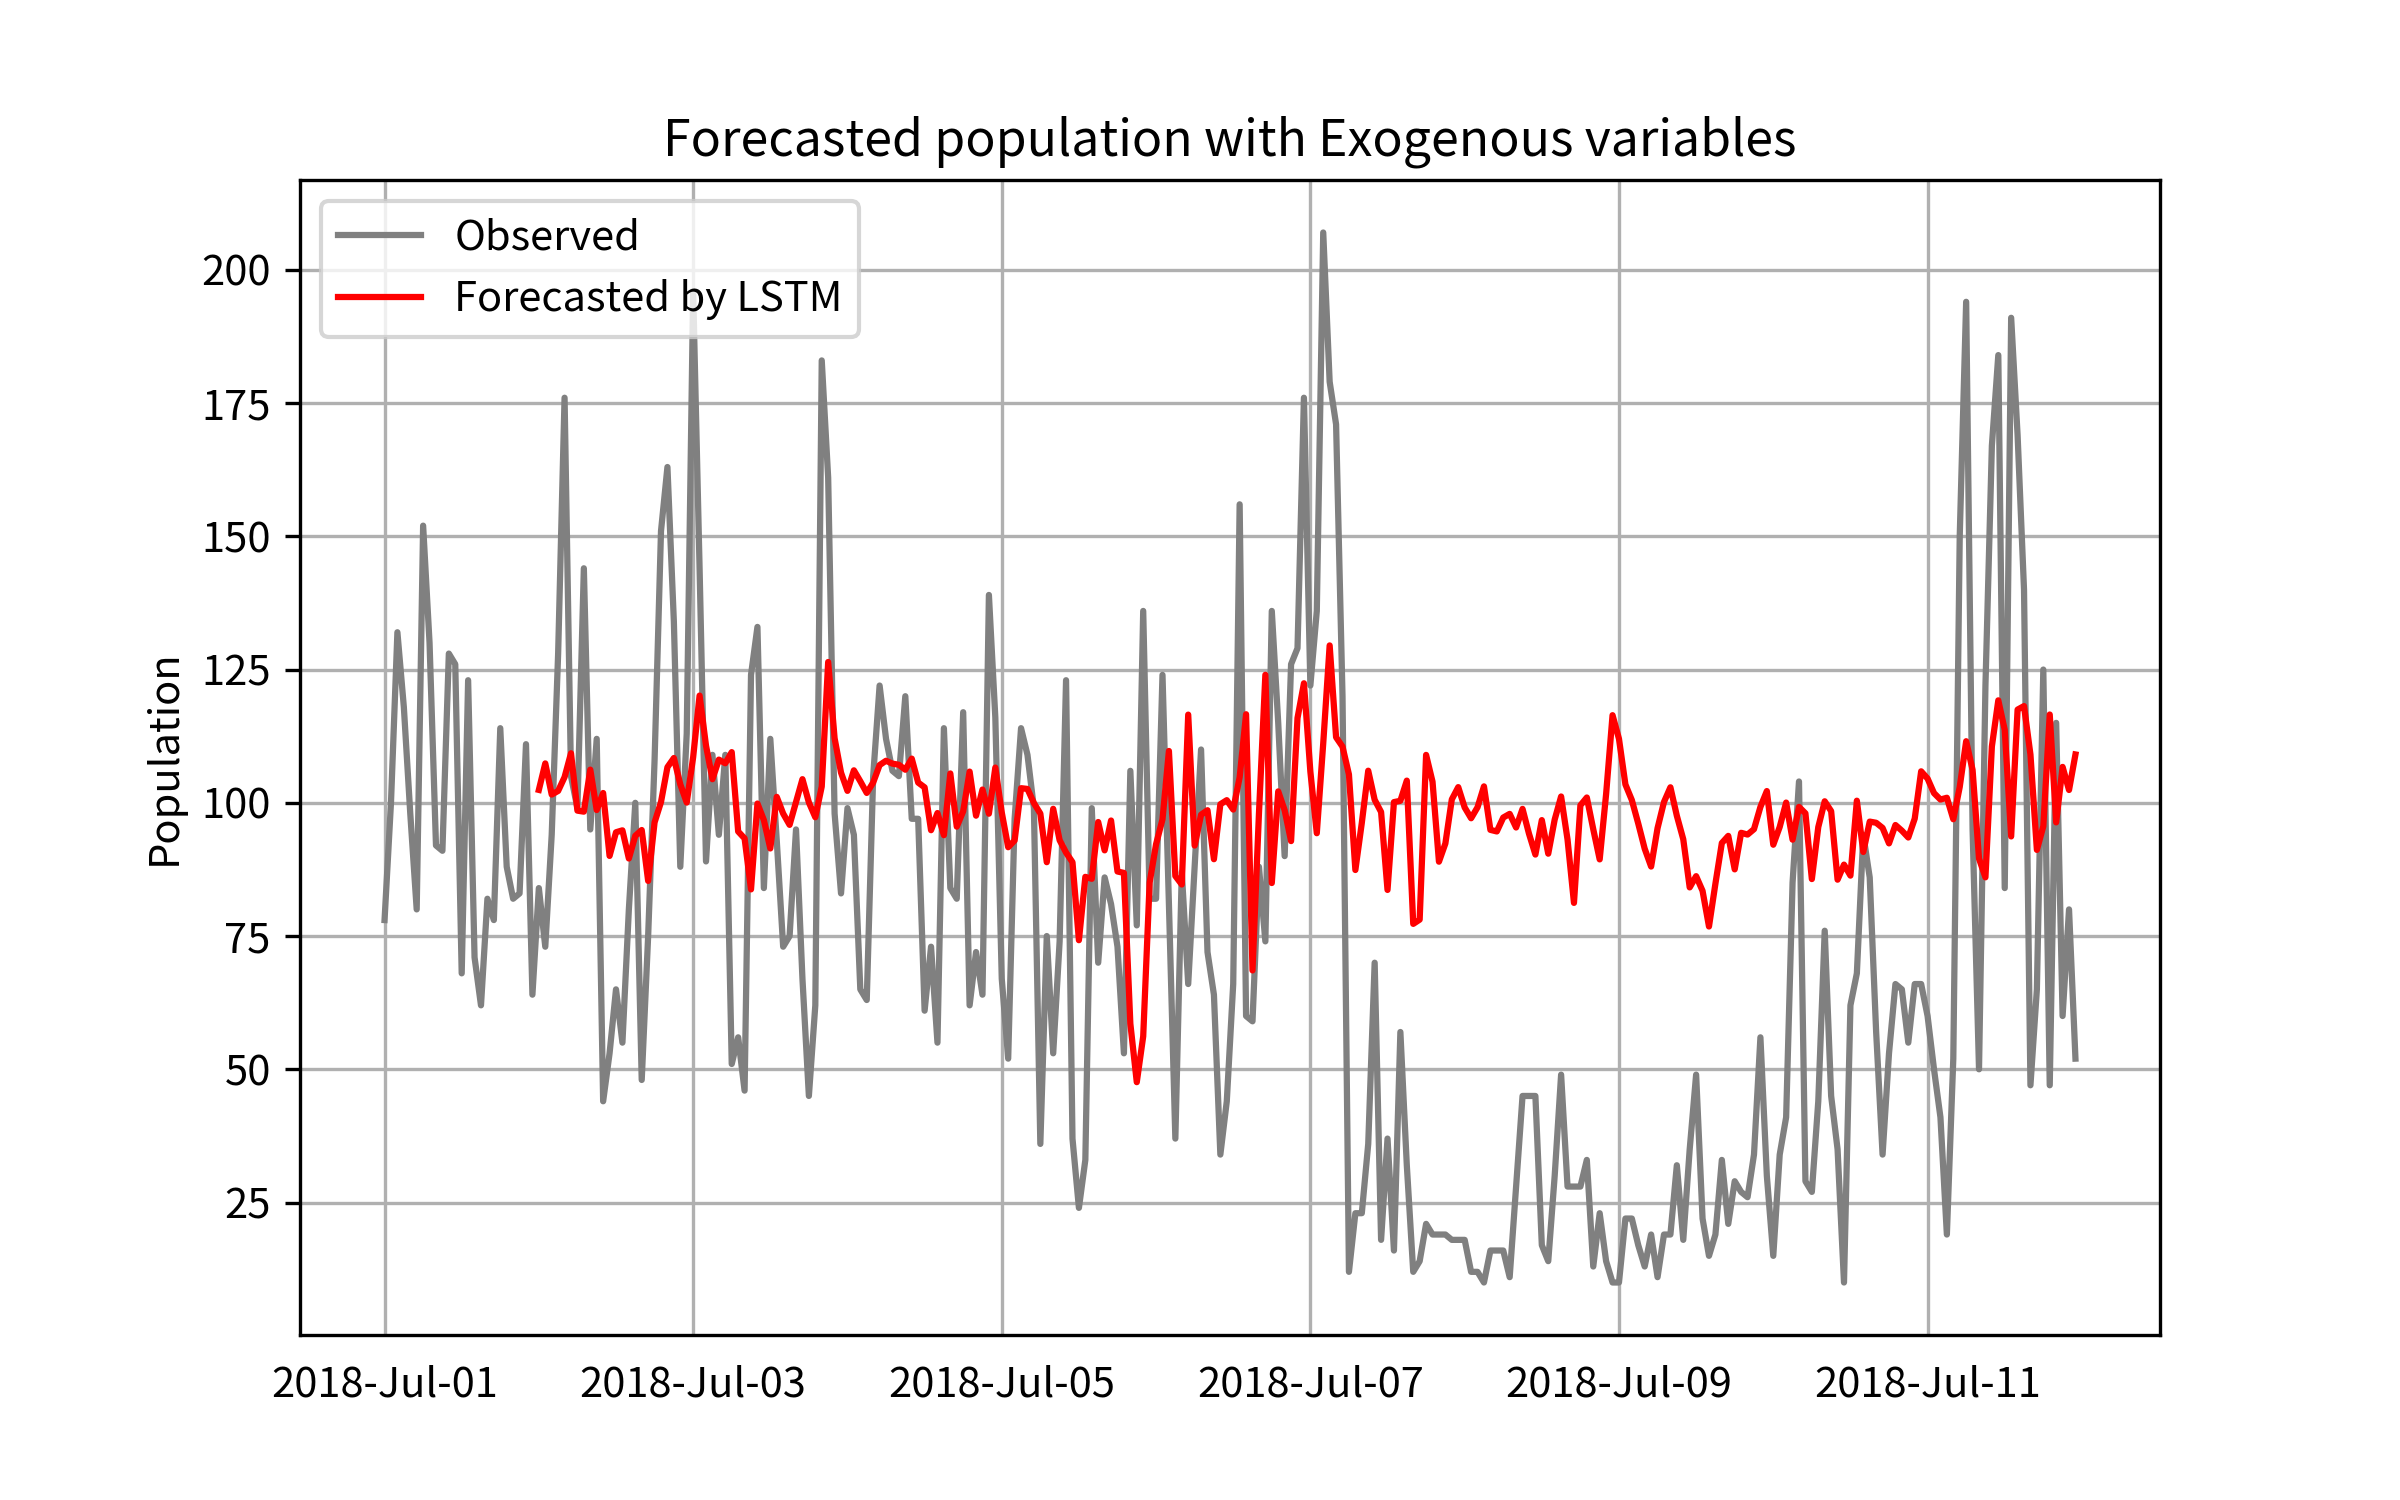 Forecasted population with Exogenous variables
Observed
Forecasted by LSTM
200
175
150
125
100
75
50
25
Population
2018-Jul-01
2018-Jul-03
2018-Jul-05
2018-Jul-07
2018-Jul-09
2018-Jul-11